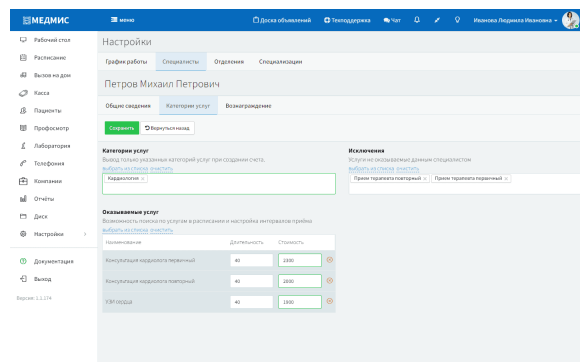 МЕДМИС
меню
Доска объявлений
Техподдержка
Чат
Иванова Людмила Ивановна
Рабочий стол
Расписание
Вызов на дом
Касса
Пациенты
Профосмотр
Лаборатория
Телефония
Компании
Отчёты
Диск
Настройки
Документация
Выход
Версия: 1.1.174
Настройки
График работы Специалисты Отделения Специализации
Петров Михаил Петрович
Общие сведения Категории услуг Вознаграждение
Сохранить Вернуться назад
Категории услуг
Вывод только указанных категорий услуг при создании счета.
выбрать из списка очистить
Кардиология ×
Исключения
Услуги не оказываемые данным специалистом
выбрать из списка очистить
Прием терапевта повторный × Прием терапевта первичный ×
Оказываемые услуг
Возможность поиска по услугам в расписании и настройка интервалов приёма
выбрать из списка очистить
Наименование Длительность Стоимость
Консультация кардиолога первичный 40 2300
Консультация кардиолога повторный 40 2000
УЗИ сердца 40 1900